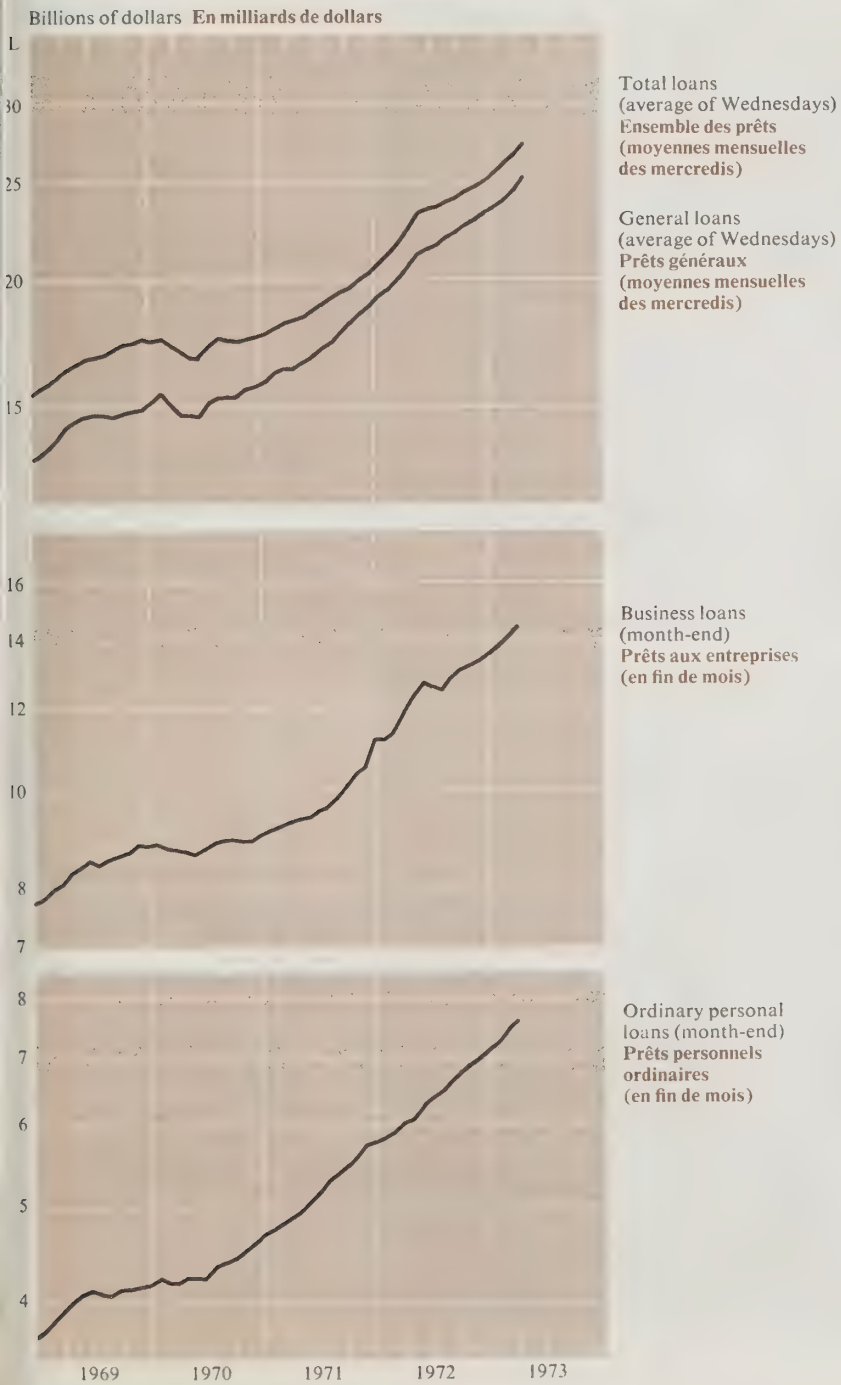 Billions of dollars En milliards de dollars
L
30
25
20
15
Total loans
(average of Wednesdays)
Ensemble des prêts
(moyennes mensuelles
des mercredis)
General loans
(average of Wednesdays)
Prêts généraux
(moyennes mensuelles
des mercredis)
16
14
12
10
8
7
Business loans
(month-end)
Prêts aux entreprises
(en fin de mois)
8
7
6
5
4
Ordinary personal
loans (month-end)
Prêts personnels
ordinaires
(en fin de mois)
1969 1970 1971 1972 1973